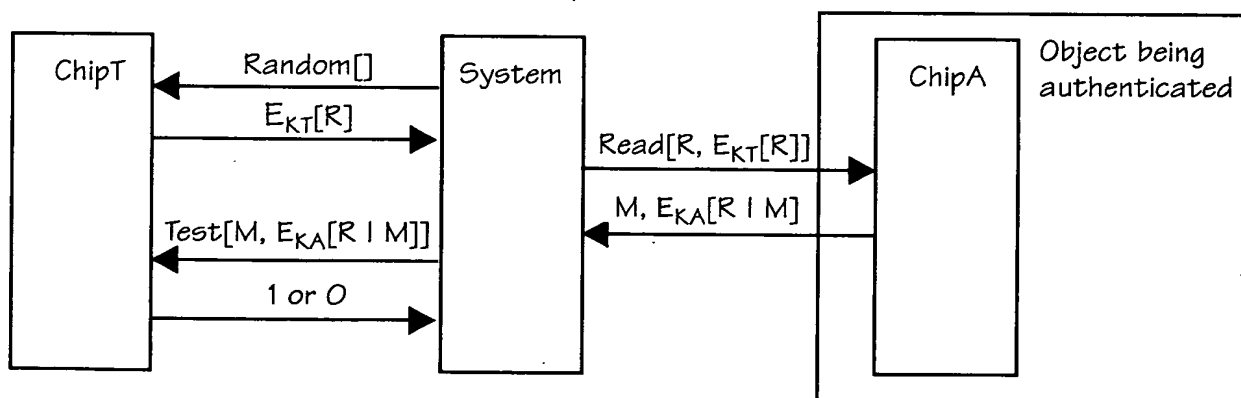 ChipT
Random[]
E_KT[R]
Test[M, E_KA[R | M]]
1 or 0
System
Read[R, E_KT[R]]
M, E_KA[R | M]
ChipA
Object being
authenticated